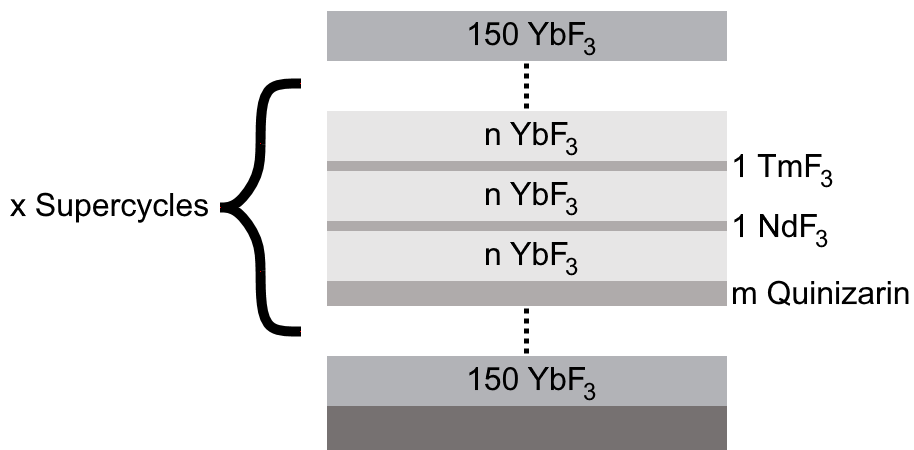 150 YbF₃
n YbF₃
1 TmF₃
n YbF₃
x Supercycles
1 NdF₃
n YbF₃
m Quinizarin
150 YbF₃